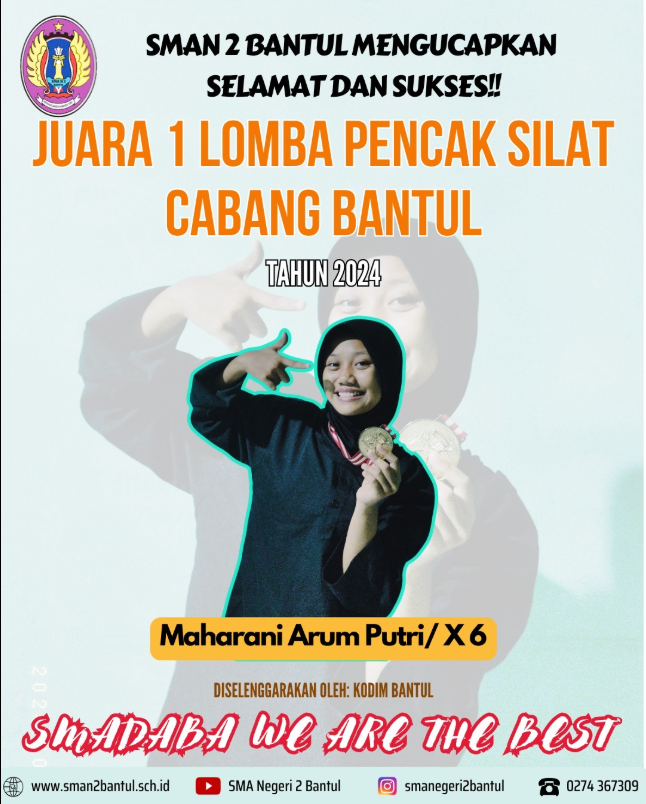 SMAN 2 BANTUL MENGUCAPKAN
SELAMAT DAN SUKSES!!
JUARA 1 LOMBA PENCAK SILAT
CABANG BANTUL
TAHUN 2024
Maharani Arum Putri/ X 6
DISELENGGARAKAN OLEH: KODIM BANTUL
SMADABA WE ARE THE BEST
www.sman2bantul.sch.id
SMA Negeri 2 Bantul
smanegeri2bantul
0274 367309